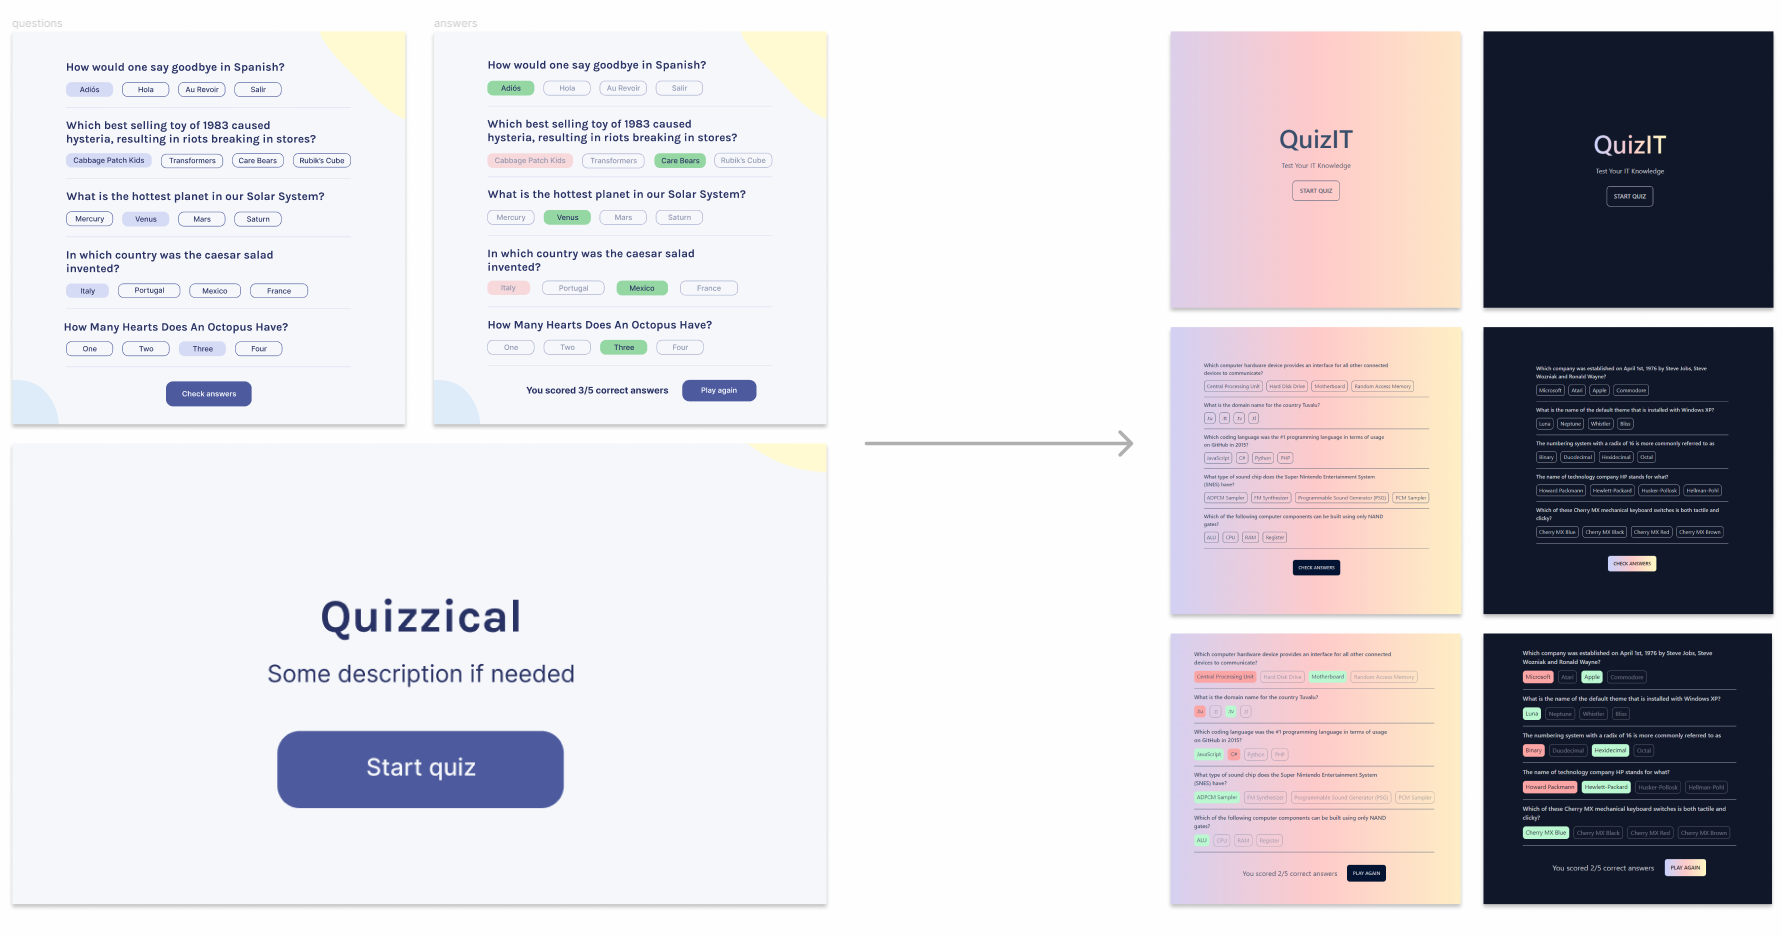 questions
How would one say goodbye in Spanish?
Adiós Hola Au Revoir Salir
Which best selling toy of 1983 caused
hysteria, resulting in riots breaking in stores?
Cabbage Patch Kids Transformers Care Bears Rubik's Cube
What is the hottest planet in our Solar System?
Mercury Venus Mars Saturn
In which country was the caesar salad
invented?
Italy Portugal Mexico France
How Many Hearts Does An Octopus Have?
One Two Three Four
Check answers
answers
How would one say goodbye in Spanish?
Adiós Hola Au Revoir Salir
Which best selling toy of 1983 caused
hysteria, resulting in riots breaking in stores?
Cabbage Patch Kids Transformers Care Bears Rubik's Cube
What is the hottest planet in our Solar System?
Mercury Venus Mars Saturn
In which country was the caesar salad
invented?
Italy Portugal Mexico France
How Many Hearts Does An Octopus Have?
One Two Three Four
You scored 3/5 correct answers Play again
Quizzical
Some description if needed
Start quiz
QuizIT
Test Your IT Knowledge
START QUIZ
QuizIT
Test Your IT Knowledge
START QUIZ
Which computer hardware device provides an interface for all other connected
devices to communicate?
Central Processing Unit Hard Disk Drive Motherboard Random Access Memory
What is the domain name for the country Tuvalu?
.tu .tt .tv .tl
Which coding language was the #1 programming language in terms of usage
on GitHub in 2015?
JavaScript C# Python PHP
What type of sound chip does the Super Nintendo Entertainment System
(SNES) have?
ADPCM Sampler FM Synthesizer Programmable Sound Generator (PSG) PCM Sampler
Which of the following computer components can be built using only NAND
gates?
ALU CPU RAM Register
CHECK ANSWERS
Which company was established on April 1st, 1976 by Steve Jobs, Steve
Wozniak and Ronald Wayne?
Microsoft Atari Apple Commodore
What is the name of the default theme that is installed with Windows XP?
Luna Neptune Whistler Bliss
The numbering system with a radix of 16 is more commonly referred to as
Binary Duodecimal Hexidecimal Octal
The name of technology company HP stands for what?
Howard Packmann Hewlett-Packard Husker-Pollosk Hellman-Pohl
Which of these Cherry MX mechanical keyboard switches is both tactile and
clicky?
Cherry MX Blue Cherry MX Black Cherry MX Red Cherry MX Brown
CHECK ANSWERS
Which computer hardware device provides an interface for all other connected
devices to communicate?
Central Processing Unit Hard Disk Drive Motherboard Random Access Memory
What is the domain name for the country Tuvalu?
.tu .tt .tv .tl
Which coding language was the #1 programming language in terms of usage
on GitHub in 2015?
JavaScript C# Python PHP
What type of sound chip does the Super Nintendo Entertainment System
(SNES) have?
ADPCM Sampler FM Synthesizer Programmable Sound Generator (PSG) PCM Sampler
Which of the following computer components can be built using only NAND
gates?
ALU CPU RAM Register
You scored 2/5 correct answers PLAY AGAIN
Which company was established on April 1st, 1976 by Steve Jobs, Steve
Wozniak and Ronald Wayne?
Microsoft Atari Apple Commodore
What is the name of the default theme that is installed with Windows XP?
Luna Neptune Whistler Bliss
The numbering system with a radix of 16 is more commonly referred to as
Binary Duodecimal Hexidecimal Octal
The name of technology company HP stands for what?
Howard Packmann Hewlett-Packard Husker-Pollosk Hellman-Pohl
Which of these Cherry MX mechanical keyboard switches is both tactile and
clicky?
Cherry MX Blue Cherry MX Black Cherry MX Red Cherry MX Brown
You scored 2/5 correct answers PLAY AGAIN